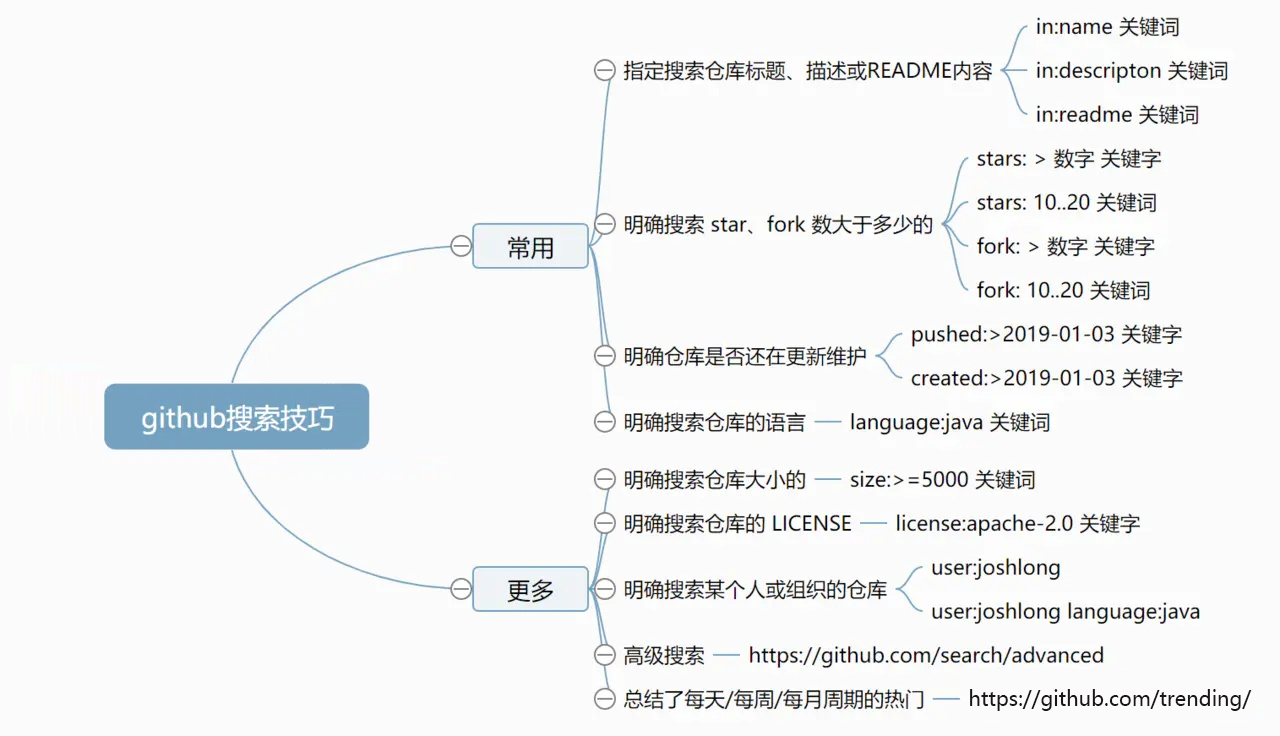 github搜索技巧
常用
指定搜索仓库标题、描述或README内容
in:name 关键词
in:descripton 关键词
in:readme 关键词
明确搜索 star、fork 数大于多少的
stars: > 数字 关键字
stars: 10..20 关键词
fork: > 数字 关键字
fork: 10..20 关键词
明确仓库是否还在更新维护
pushed:>2019-01-03 关键字
created:>2019-01-03 关键字
明确搜索仓库的语言
language:java 关键词
更多
明确搜索仓库大小的
size:>=5000 关键词
明确搜索仓库的 LICENSE
license:apache-2.0 关键字
明确搜索某个人或组织的仓库
user:joshlong
user:joshlong language:java
高级搜索
https://github.com/search/advanced
总结了每天/每周/每月周期的热门
https://github.com/trending/